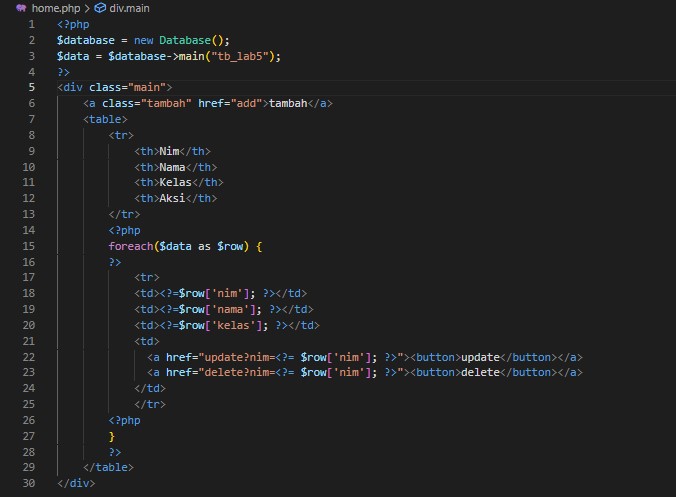 home.php > div.main
1 <?php
2 $database = new Database();
3 $data = $database->main("tb_lab5");
4 ?>
5 <div class="main">
6 <a class="tambah" href="add">tambah</a>
7 <table>
8 <tr>
9 <th>Nim</th>
10 <th>Nama</th>
11 <th>Kelas</th>
12 <th>Aksi</th>
13 </tr>
14 <?php
15 foreach($data as $row) {
16 ?>
17 <tr>
18 <td><?=$row['nim']; ?></td>
19 <td><?=$row['nama']; ?></td>
20 <td><?=$row['kelas']; ?></td>
21 <td>
22 <a href="update?nim=<?= $row['nim']; ?>"><button>update</button></a>
23 <a href="delete?nim=<?= $row['nim']; ?>"><button>delete</button></a>
24 </td>
25 </tr>
26 <?php
27 }
28 ?>
29 </table>
30 </div>